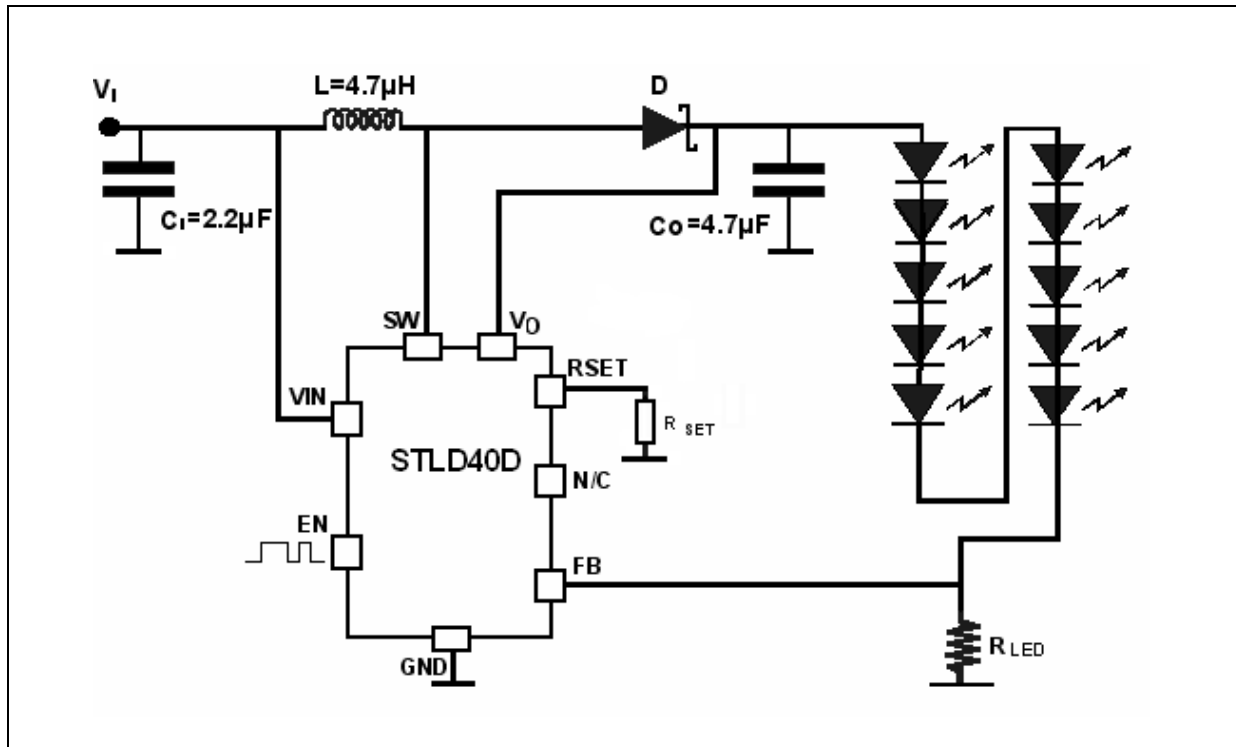 VI
L=4.7µH
D
CI=2.2µF
Co=4.7µF
SW
VO
RSET
VIN
R SET
STLD40D
N/C
EN
FB
GND
R LED